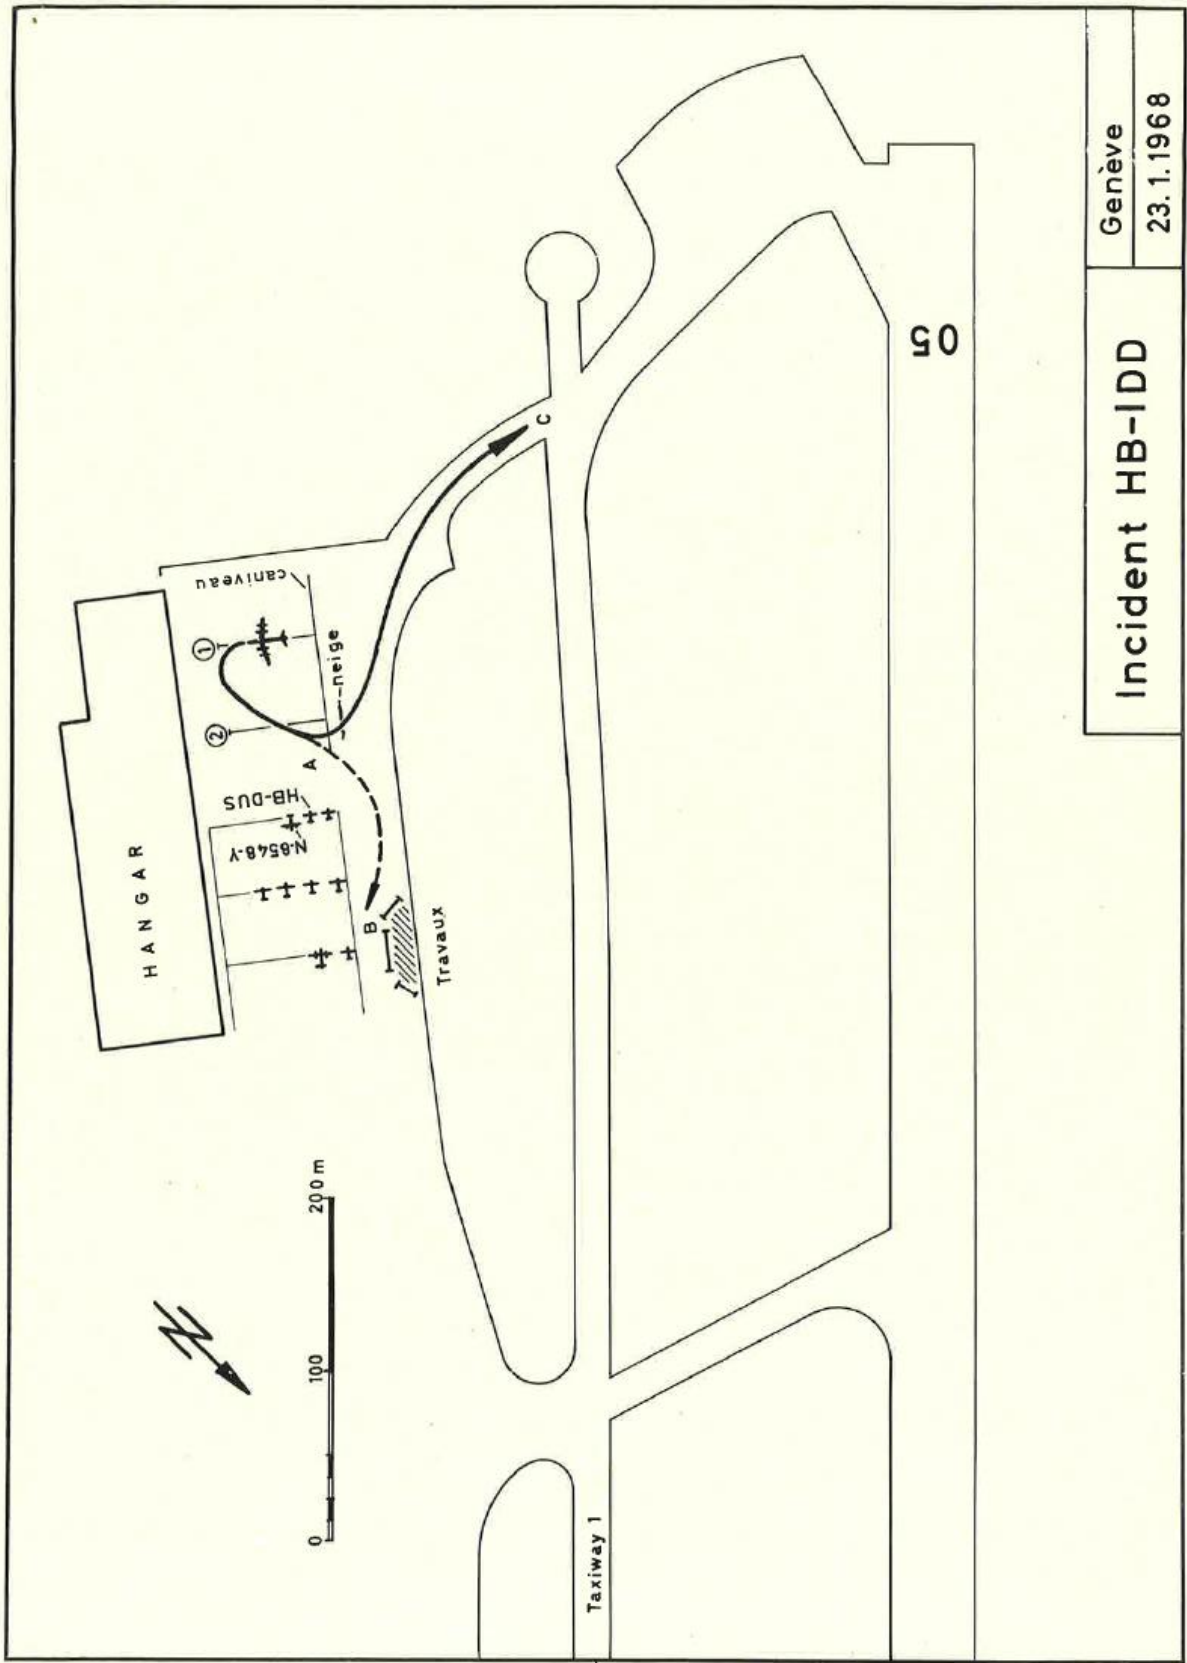 HANGAR
caniveau
1
2
neige
A
HB-DUS
N-8548-Y
B
Travaux
C
05
0
100
200m
Taxiway 1
Incident HB-IDD
Genève
23.1.1968